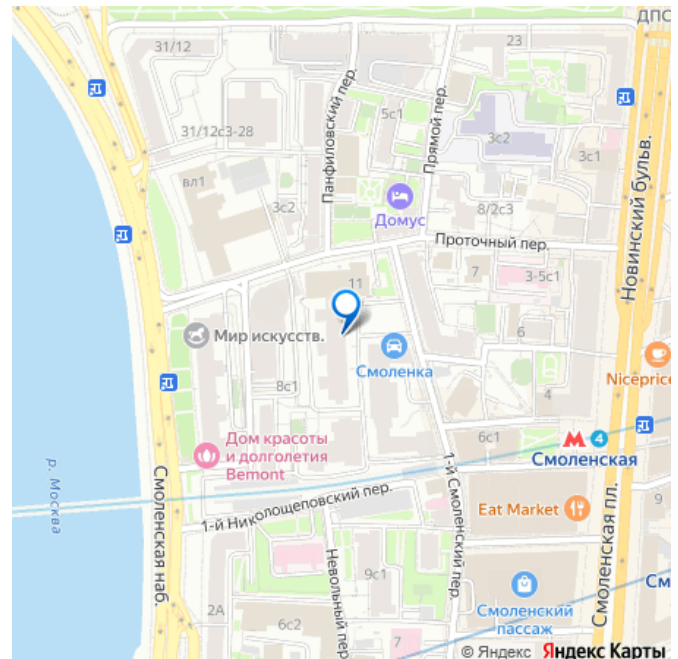 ДПС
31/12
23
Панфиловский пер.
5с1
Прямой пер.
31/12с3-28
3с2
3с1
вл1
3с2
Домус
8/2с3
Новинский бульв.
Проточный пер.
11
7
3-5с1
Мир искусств.
6
Смоленка
Niceprice
8с1
4
Дом красоты
и долголетия
Bemont
6с1
4
Смоленская
р. Москва
Смоленская наб.
1-й Николощеповский пер.
1-й Смоленский пер.
Eat Market
9
Смоленская пл.
Невольный пер.
9с1
2А
6с2
7
Смоленский
пассаж
См
© Яндекс Яндекс Карты